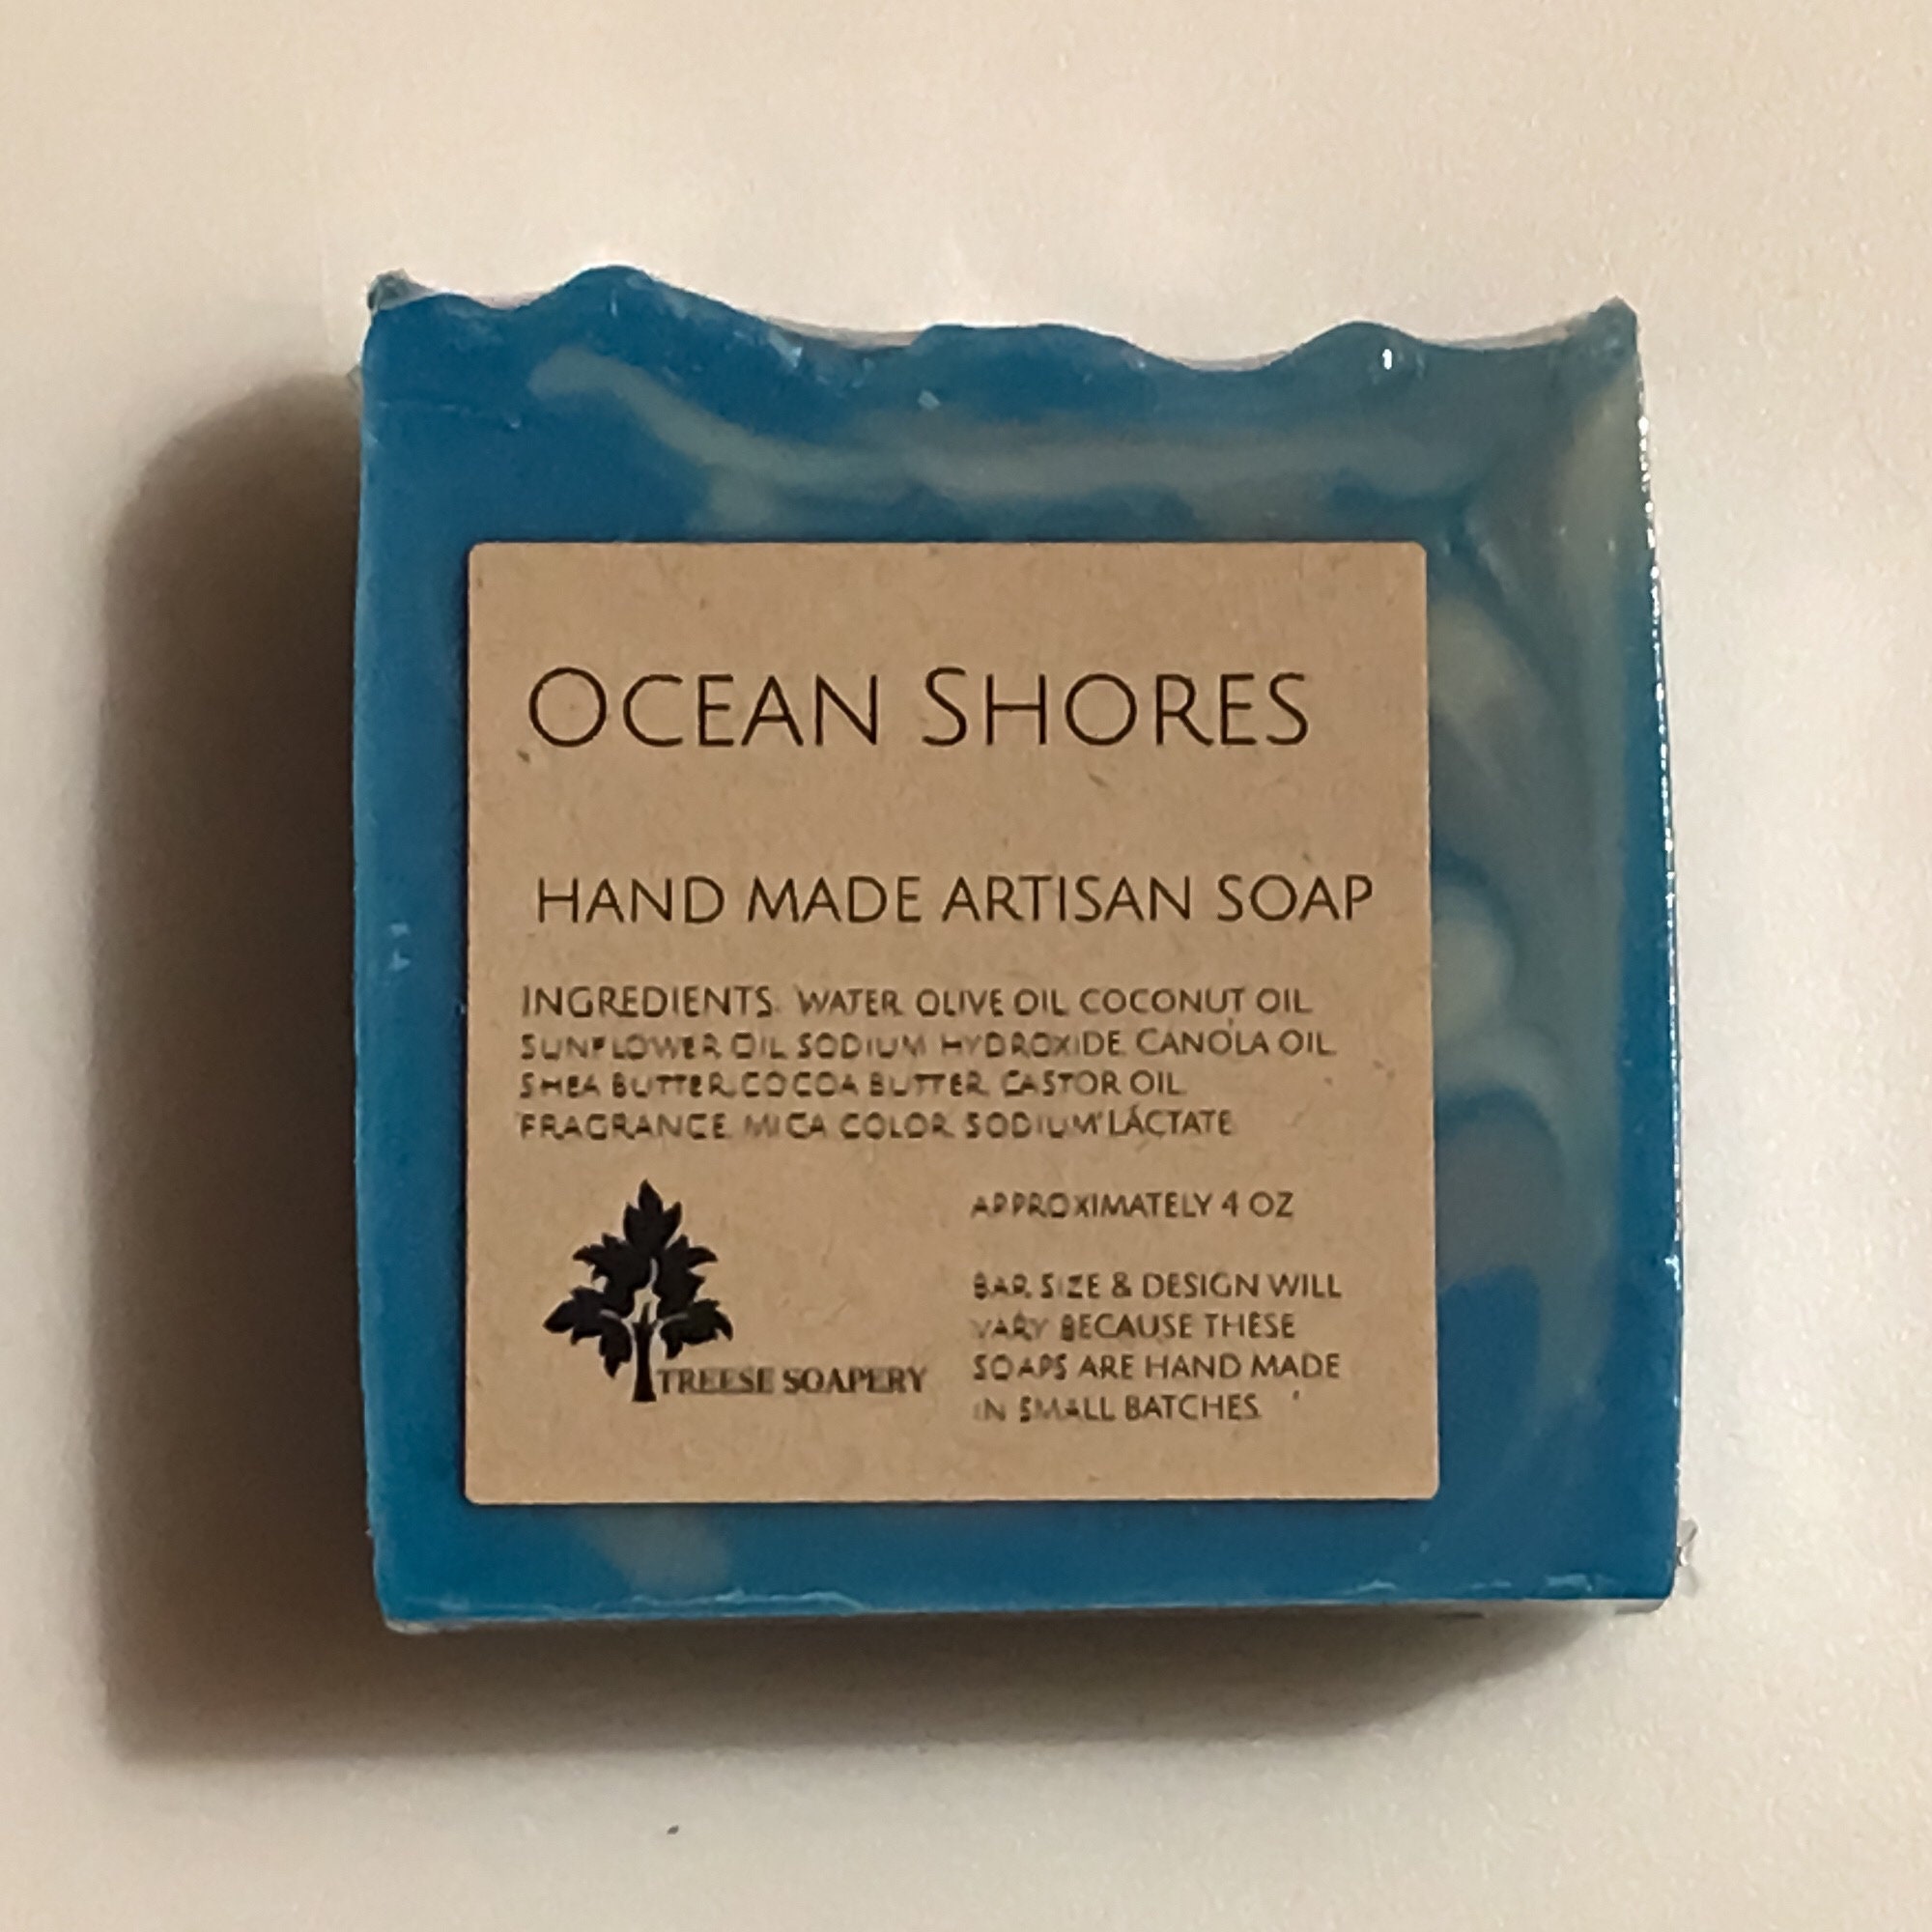 OCEAN SHORES
HAND MADE ARTISAN SOAP
INGREDIENTS: WATER, OLIVE OIL, COCONUT OIL,
SUNFLOWER OIL, SODIUM HYDROXIDE, CANOLA OIL,
SHEA BUTTER, COCOA BUTTER, CASTOR OIL,
FRAGRANCE, MICA COLOR, SODIUM LACTATE
APPROXIMATELY 4 OZ
BAR SIZE & DESIGN WILL
VARY BECAUSE THESE
SOAPS ARE HAND MADE
IN SMALL BATCHES.
TREESE SOAPERY